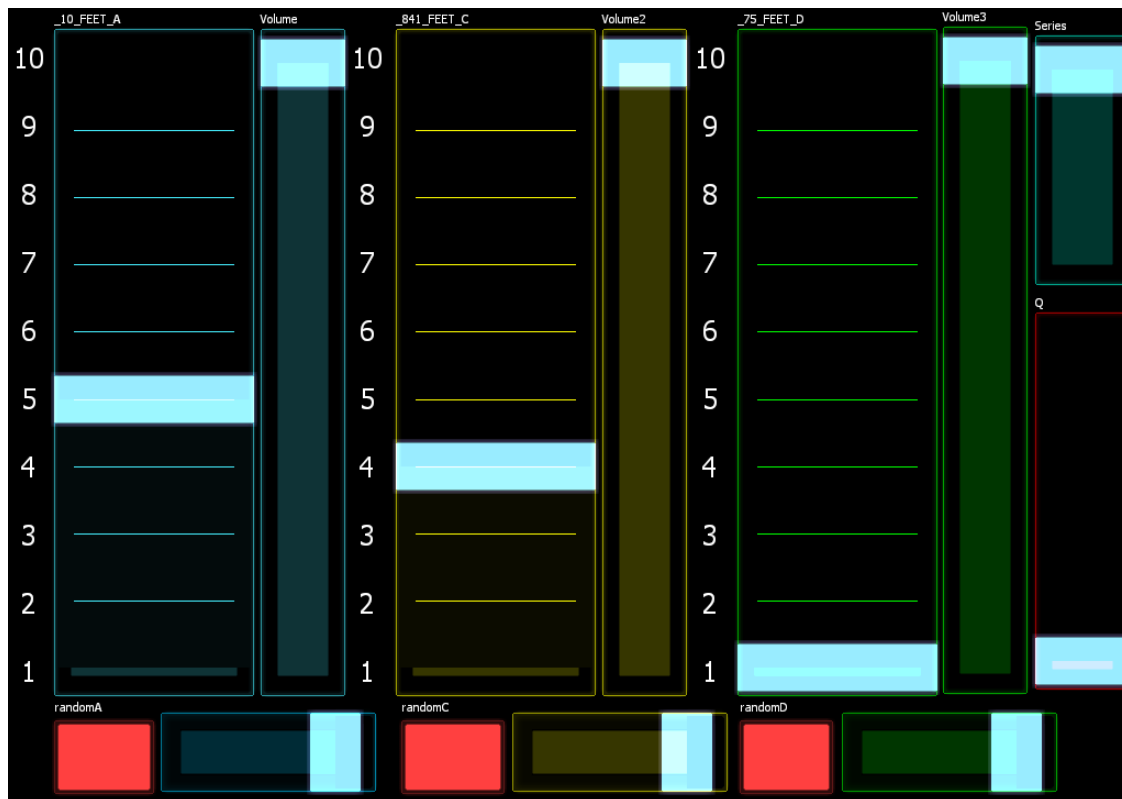 _10_FEET_A Volume _841_FEET_C Volume2 _75_FEET_D Volume3 Series
10 10 10
9 9 9
8 8 8
7 7 7
Q
6 6 6
5 5 5
4 4 4
3 3 3
2 2 2
1 1 1
randomA randomC randomD